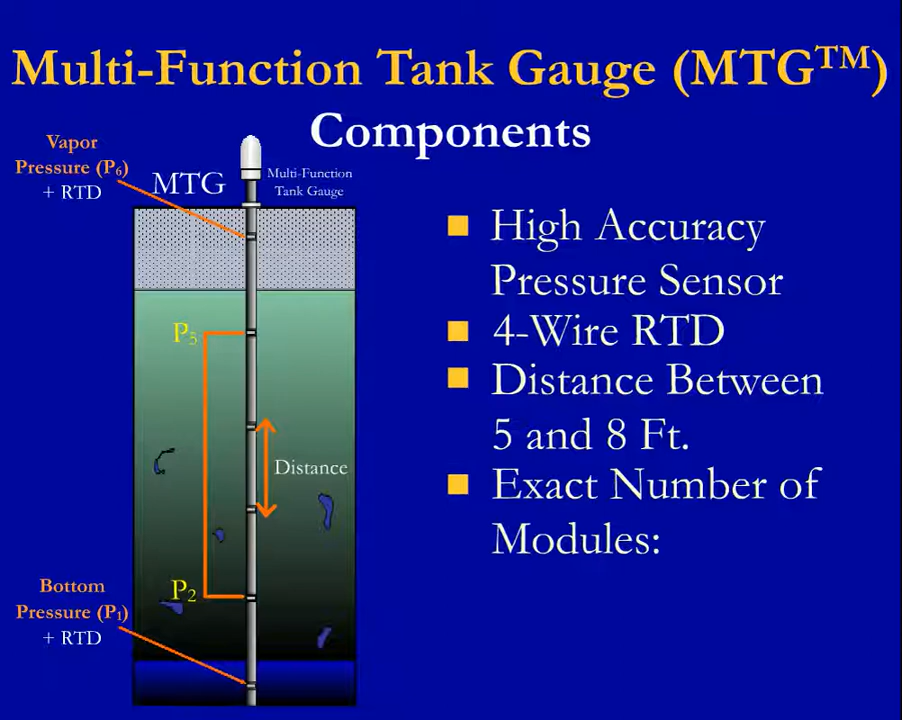 Multi-Function Tank Gauge (MTG™)
Components
Vapor
Pressure (P₆)
+ RTD
MTG
Multi-Function
Tank Gauge
P₅
Distance
P₂
Bottom
Pressure (P₁)
+ RTD
High Accuracy
Pressure Sensor
4-Wire RTD
Distance Between
5 and 8 Ft.
Exact Number of
Modules: